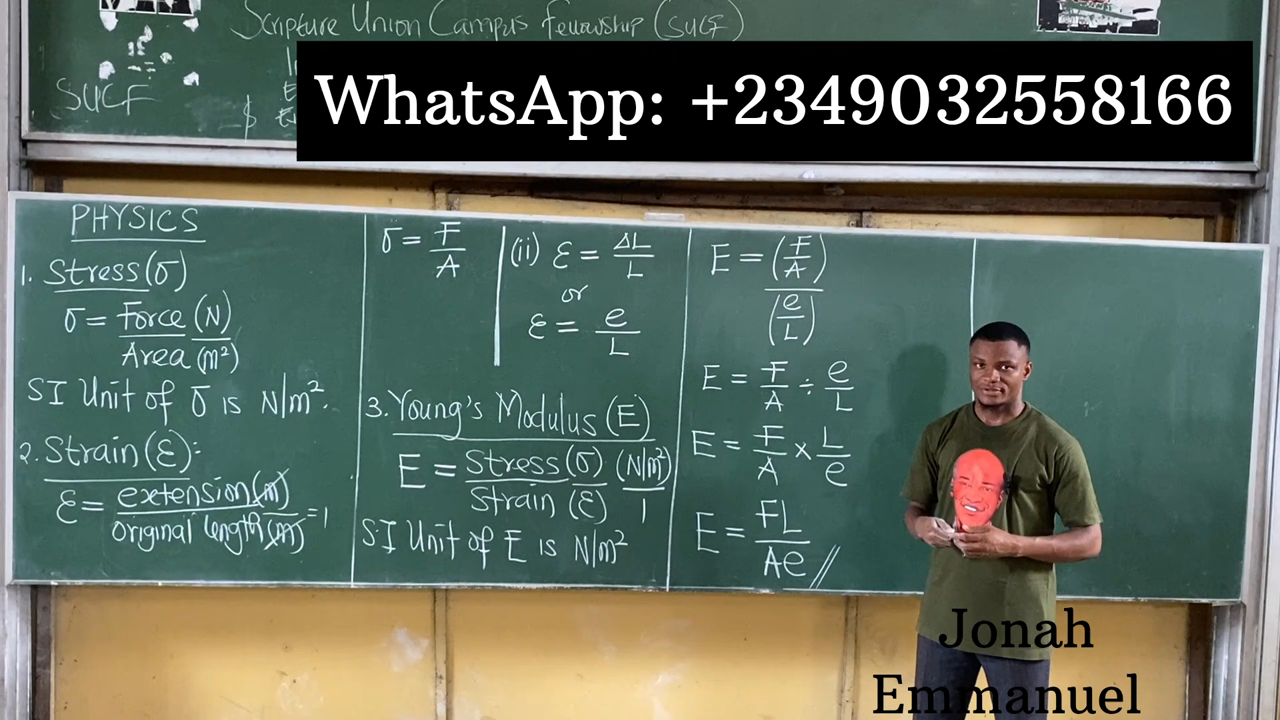 Scripture Union Campus Fellowship (SUCF)
SUCF
WhatsApp: +2349032558166
PHYSICS
1. Stress (σ)
σ = Force (N)
Area (m²)
SI Unit of σ is N/m².
2. Strain (ε):
ε = extension (m)
original length (m) = 1
σ = F
A
(ii) ε = ΔL
L
or
ε = e
L
3. Young's Modulus (E)
E = Stress (σ) (N/m²)
Strain (ε) 1
SI Unit of E is N/m²
E = (F
A)
(e
L)
E = F ÷ e
A L
E = F × L
A e
E = FL
Ae //
Jonah
Emmanuel